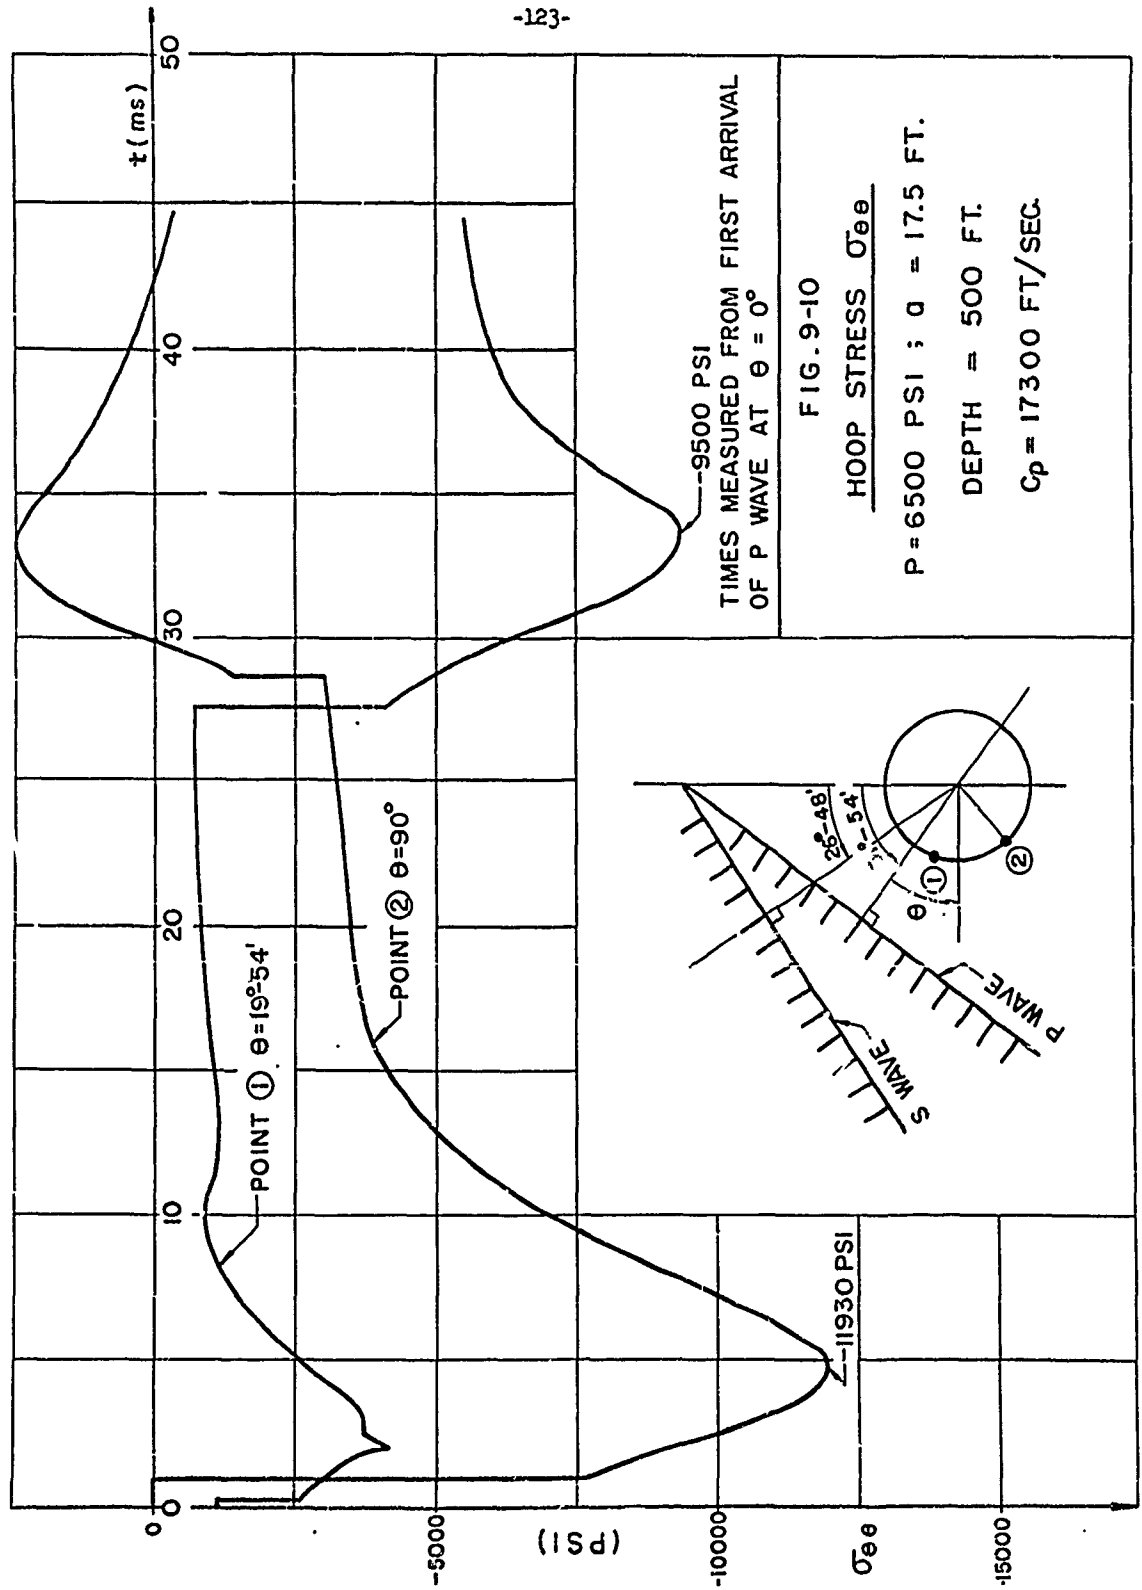 -123-
t (ms)
0
10
20
30
40
50
0
-5000
(PSI)
-10000
σθθ
-15000
POINT ① θ=19°-54'
POINT ② θ=90°
-11930 PSI
-9500 PSI
TIMES MEASURED FROM FIRST ARRIVAL
OF P WAVE AT θ = 0°
FIG. 9-10
HOOP STRESS σθθ
P = 6500 PSI ; a = 17.5 FT.
DEPTH = 500 FT.
Cp = 17300 FT/SEC.
S WAVE
P WAVE
26°-48'
°-54'
θ
①
②